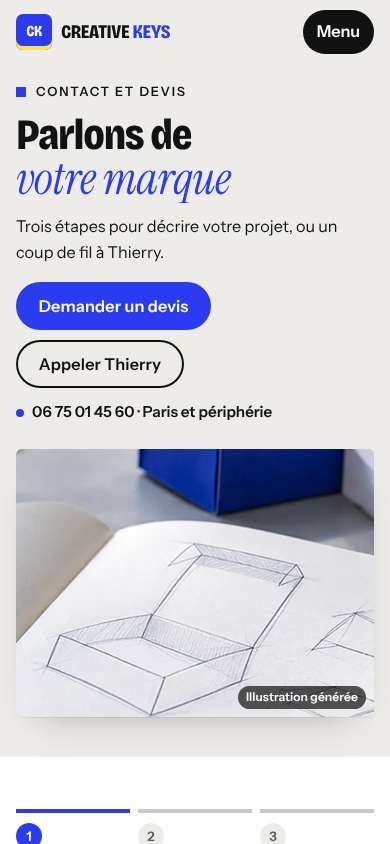 CK CREATIVE KEYS
Menu
CONTACT ET DEVIS
Parlons de
votre marque
Trois étapes pour décrire votre projet, ou un
coup de fil à Thierry.
Demander un devis
Appeler Thierry
06 75 01 45 60 · Paris et périphérie
Illustration générée
1
2
3